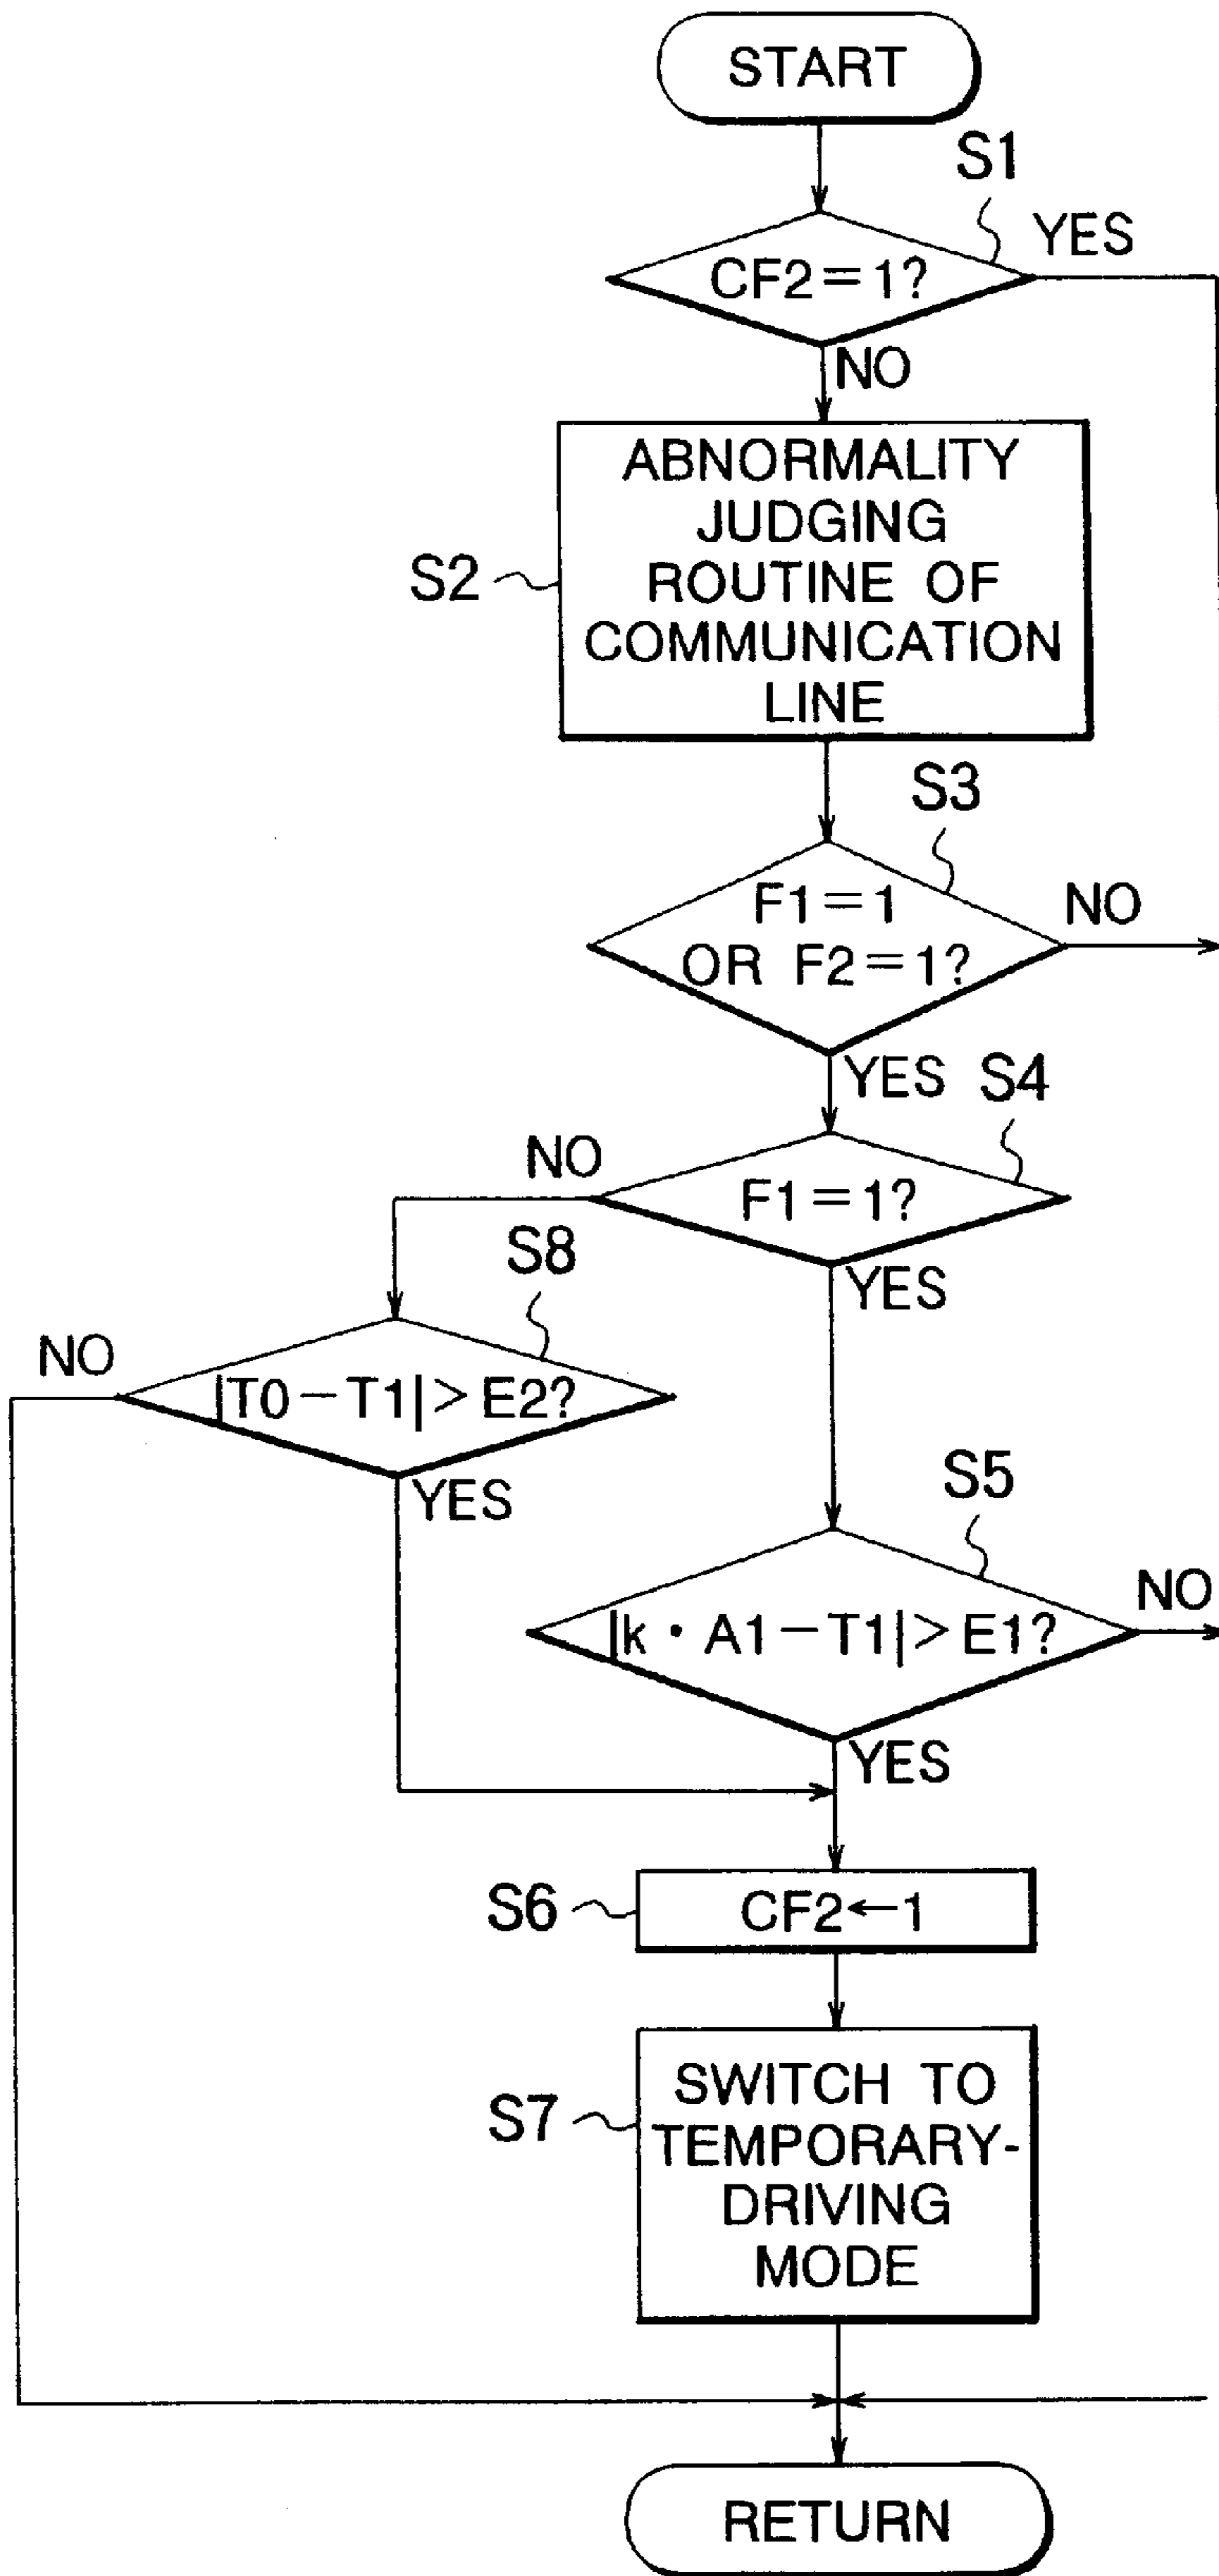 START
S1
YES
CF2=1?
NO
ABNORMALITY
JUDGING
ROUTINE OF
COMMUNICATION
LINE
S2
S3
F1=1
OR F2=1?
NO
YES
S4
NO
F1=1?
YES
S8
NO
|T0-T1|>E2?
YES
S5
NO
|k・A1-T1|>E1?
YES
S6
CF2←1
S7
SWITCH TO
TEMPORARY-
DRIVING
MODE
RETURN